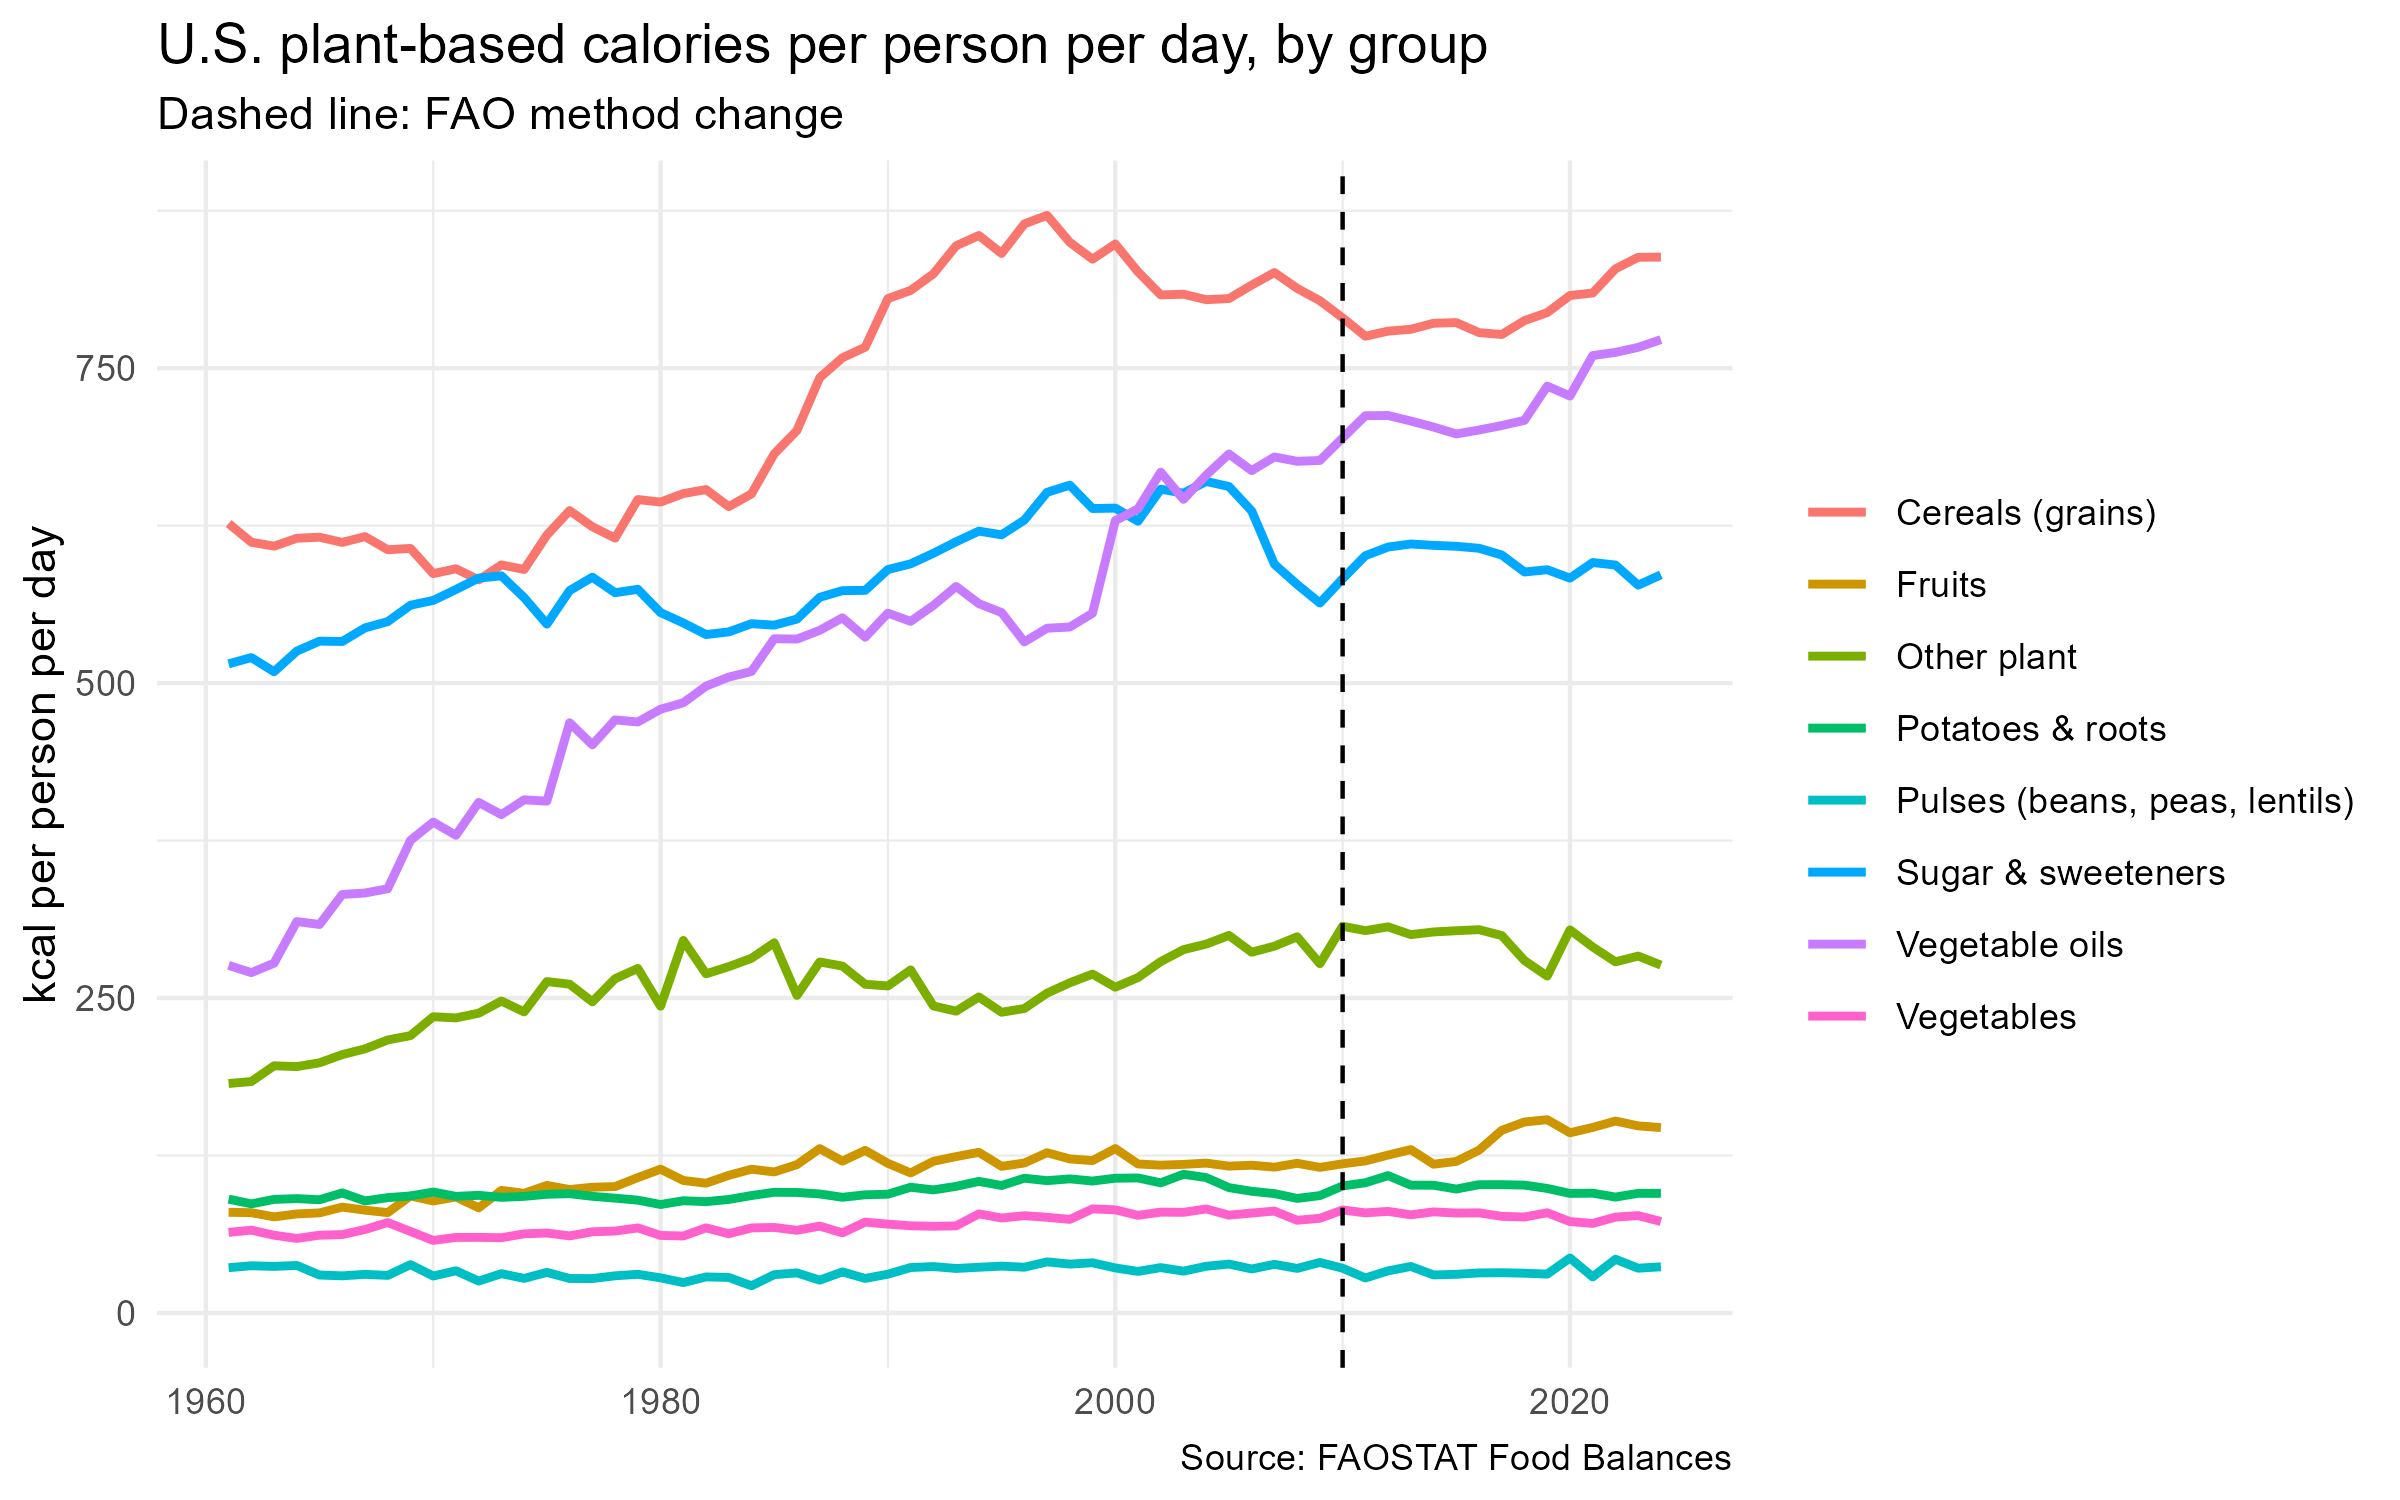 U.S. plant-based calories per person per day, by group
Dashed line: FAO method change
kcal per person per day
750
500
250
0
1960
1980
2000
2020
Cereals (grains)
Fruits
Other plant
Potatoes & roots
Pulses (beans, peas, lentils)
Sugar & sweeteners
Vegetable oils
Vegetables
Source: FAOSTAT Food Balances